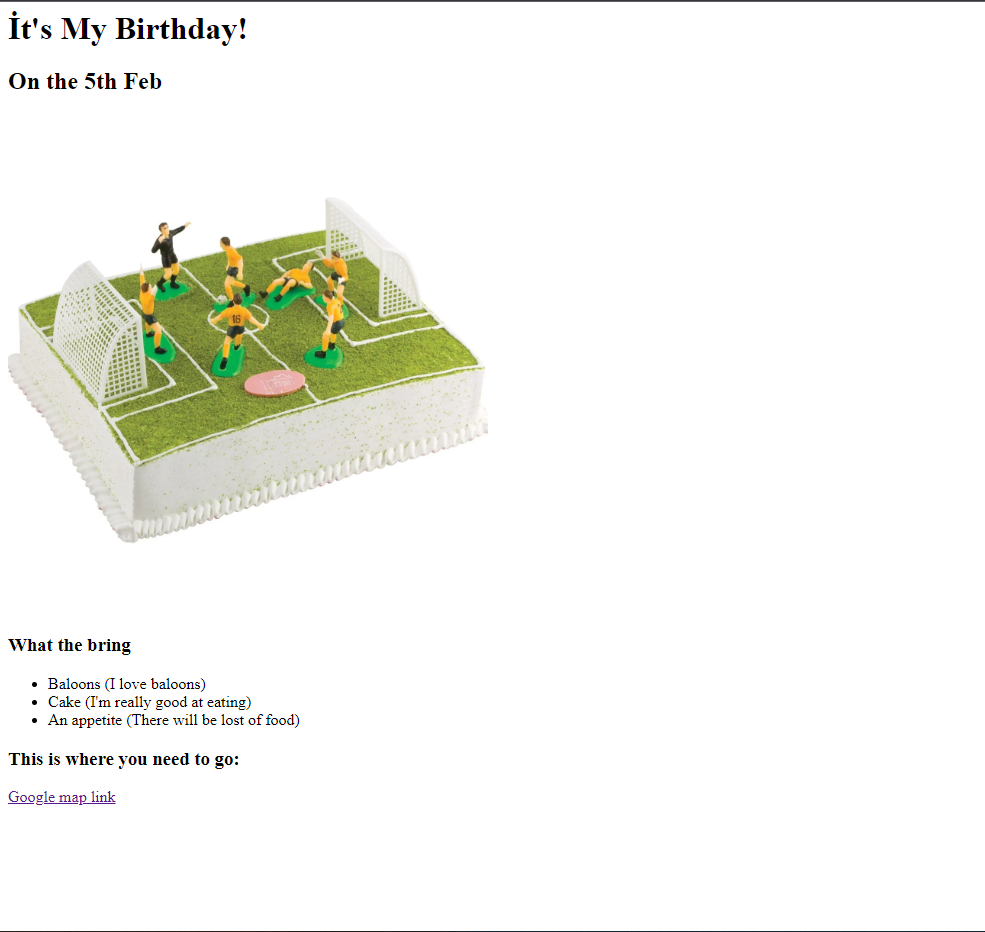 İt's My Birthday!
On the 5th Feb
16
What the bring
Baloons (I love baloons)
Cake (I'm really good at eating)
An appetite (There will be lost of food)
This is where you need to go:
Google map link